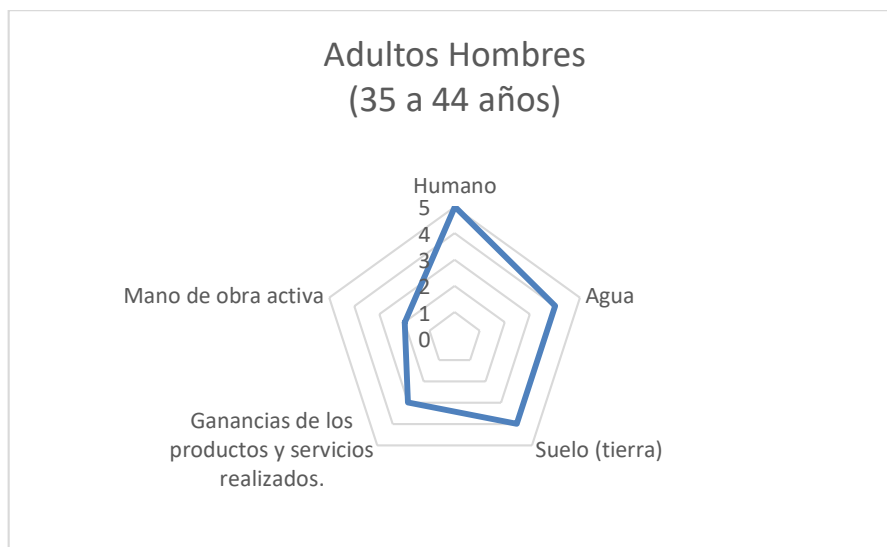 Adultos Hombres
(35 a 44 años)
Humano
5
4
3
2
1
0
Agua
Suelo (tierra)
Ganancias de los
productos y servicios
realizados.
Mano de obra activa